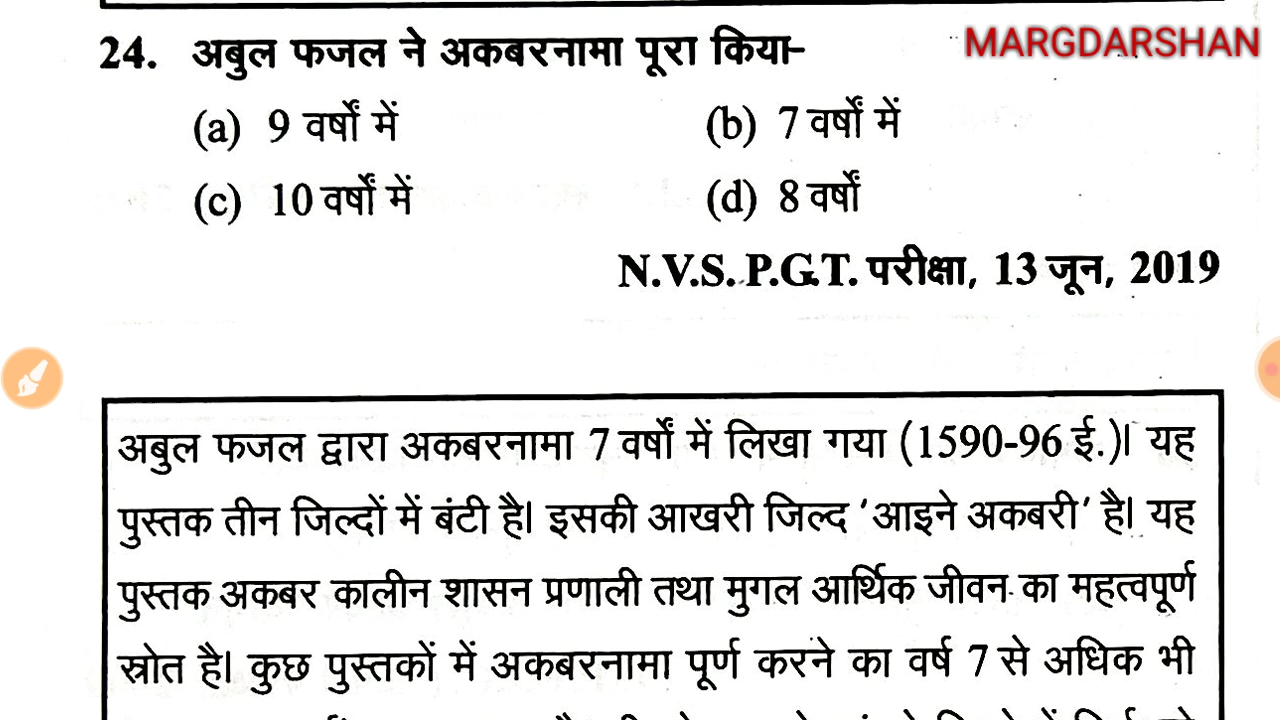 24. अबुल फजल ने अकबरनामा पूरा किया–
MARGDARSHAN
(a) 9 वर्षों में (b) 7 वर्षों में
(c) 10 वर्षों में (d) 8 वर्षों
N.V.S. P.G.T. परीक्षा, 13 जून, 2019
अबुल फजल द्वारा अकबरनामा 7 वर्षों में लिखा गया (1590-96 ई.)। यह
पुस्तक तीन जिल्दों में बंटी है। इसकी आखरी जिल्द ‘आइने अकबरी’ है। यह
पुस्तक अकबर कालीन शासन प्रणाली तथा मुगल आर्थिक जीवन का महत्वपूर्ण
स्रोत है। कुछ पुस्तकों में अकबरनामा पूर्ण करने का वर्ष 7 से अधिक भी